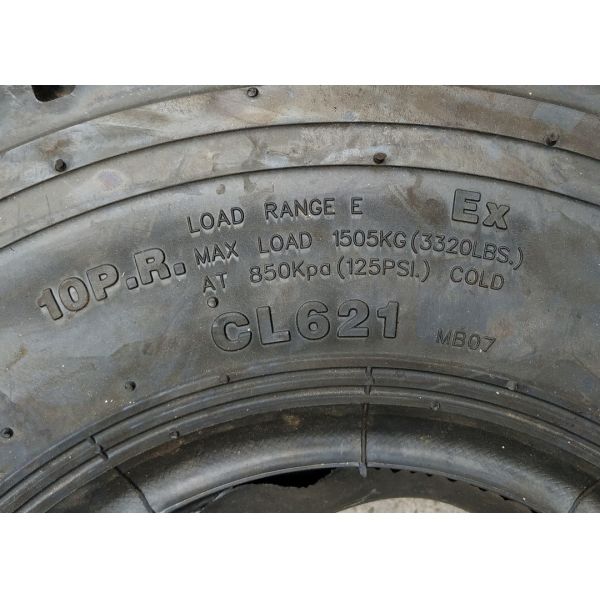 LOAD RANGE E Ex
10P.R. MAX LOAD 1505KG (3320LBS.)
AT 850Kpa (125PSI.) COLD
CL621 MB07